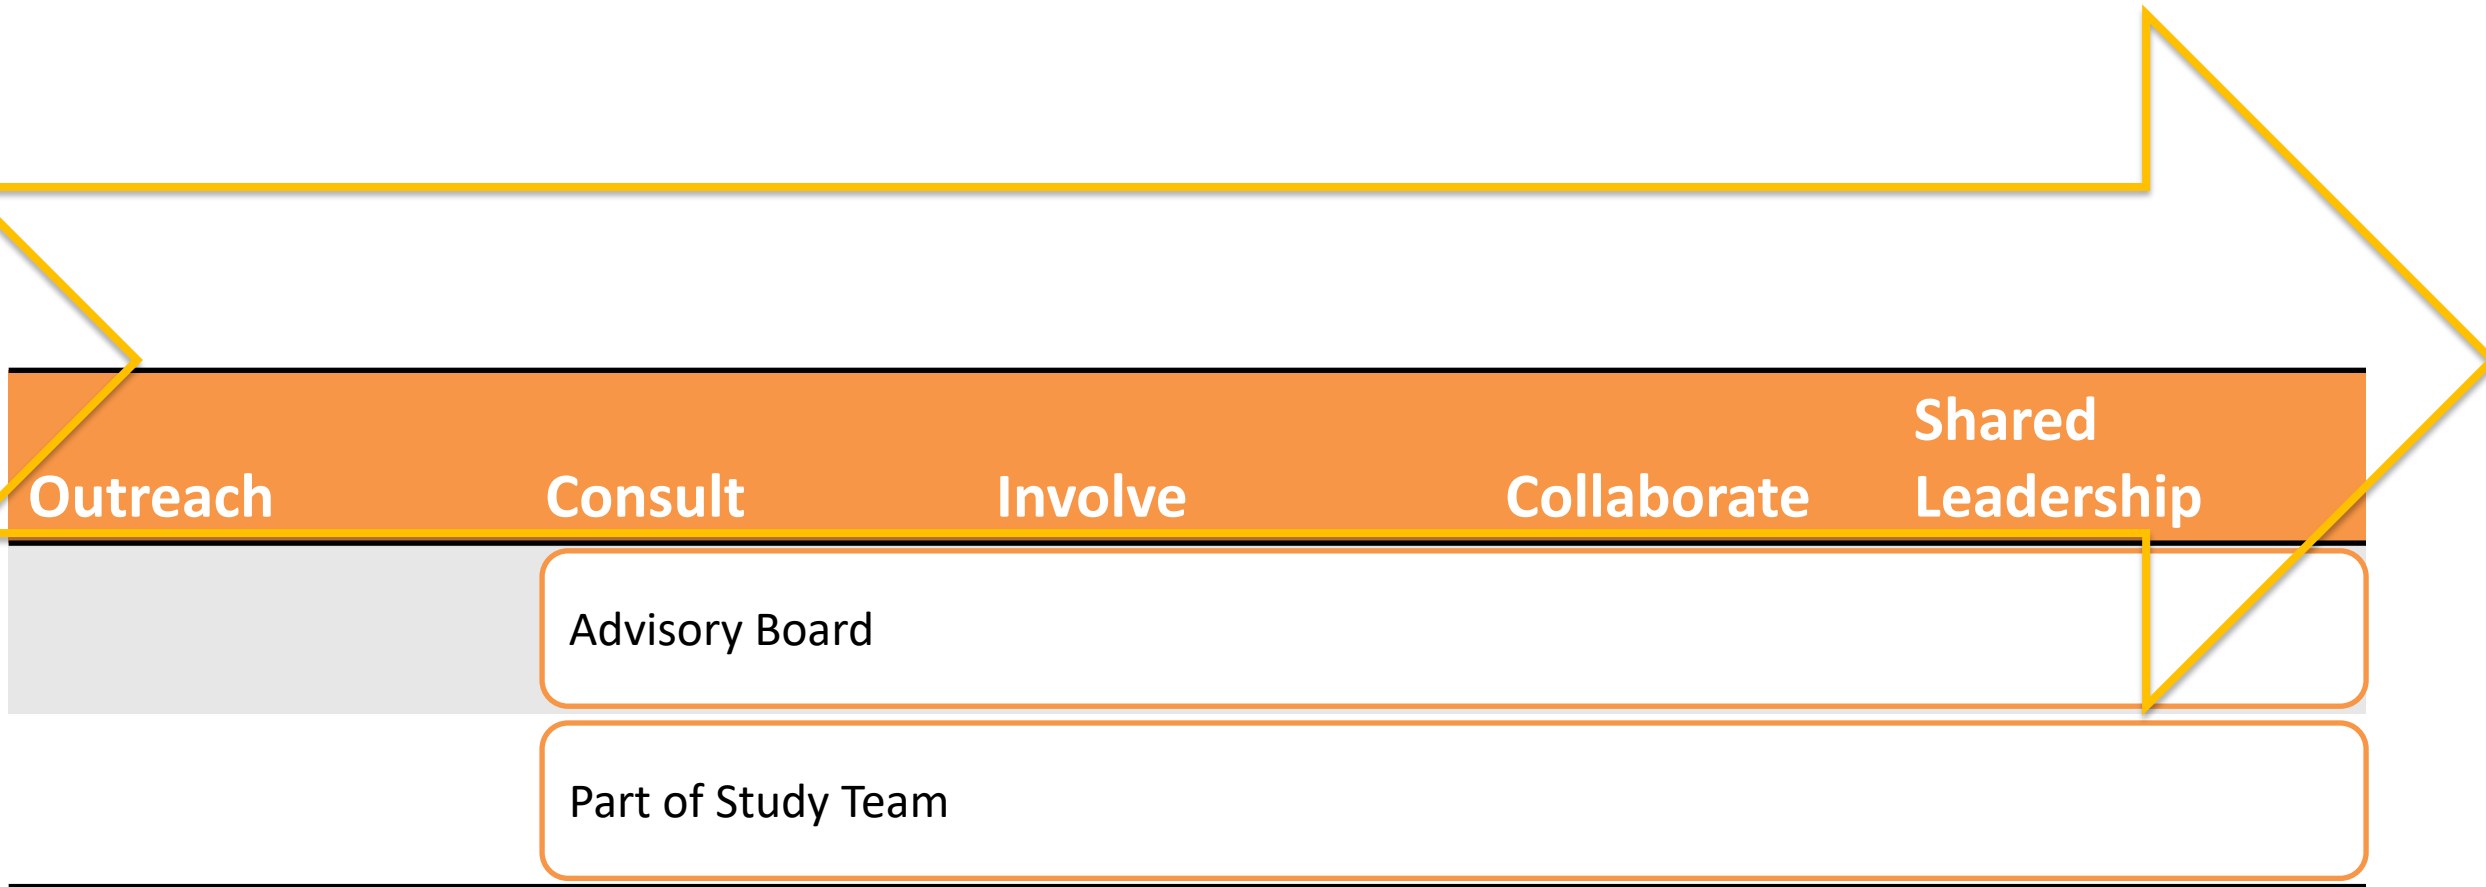 Outreach Consult Involve Collaborate Shared Leadership
Advisory Board
Part of Study Team